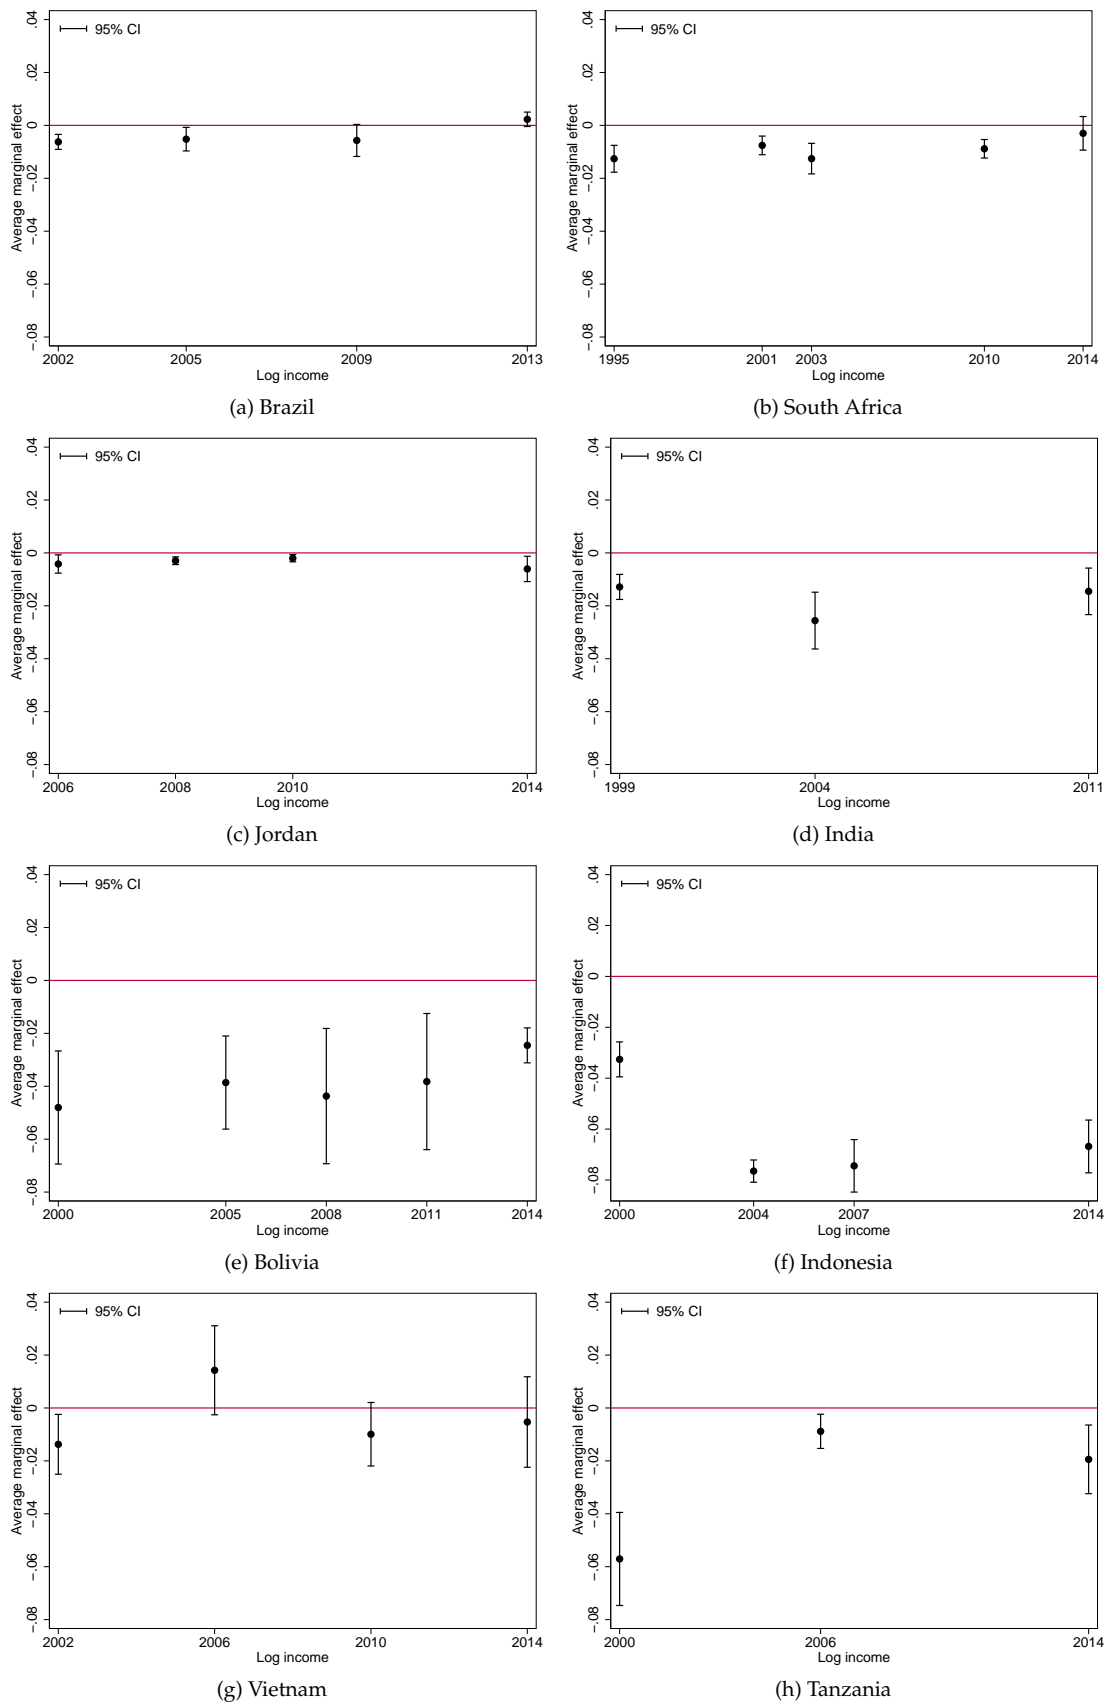 95% CI
Average marginal effect
.04
.02
0
−.02
−.04
−.06
−.08
2002 2005 2009 2013
Log income
(a) Brazil
95% CI
Average marginal effect
.04
.02
0
−.02
−.04
−.06
−.08
1995 2001 2003 2010 2014
Log income
(b) South Africa
95% CI
Average marginal effect
.04
.02
0
−.02
−.04
−.06
−.08
2006 2008 2010 2014
Log income
(c) Jordan
95% CI
Average marginal effect
.04
.02
0
−.02
−.04
−.06
−.08
1999 2004 2011
Log income
(d) India
95% CI
Average marginal effect
.04
.02
0
−.02
−.04
−.06
−.08
2000 2005 2008 2011 2014
Log income
(e) Bolivia
95% CI
Average marginal effect
.04
.02
0
−.02
−.04
−.06
−.08
2000 2004 2007 2014
Log income
(f) Indonesia
95% CI
Average marginal effect
.04
.02
0
−.02
−.04
−.06
−.08
2002 2006 2010 2014
Log income
(g) Vietnam
95% CI
Average marginal effect
.04
.02
0
−.02
−.04
−.06
−.08
2000 2006 2014
Log income
(h) Tanzania